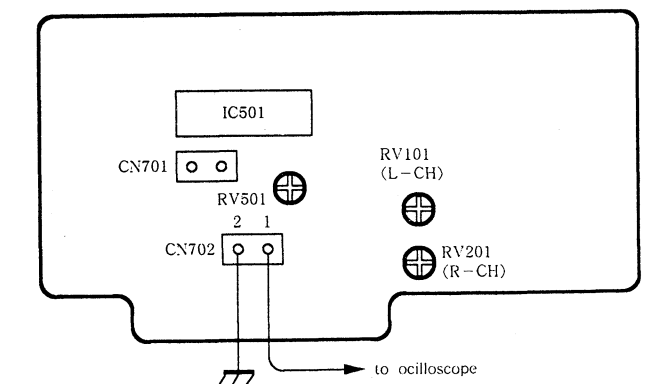 IC501
CN701
RV101
(L-CH)
RV501
2 1
CN702
RV201
(R-CH)
to ocilloscope